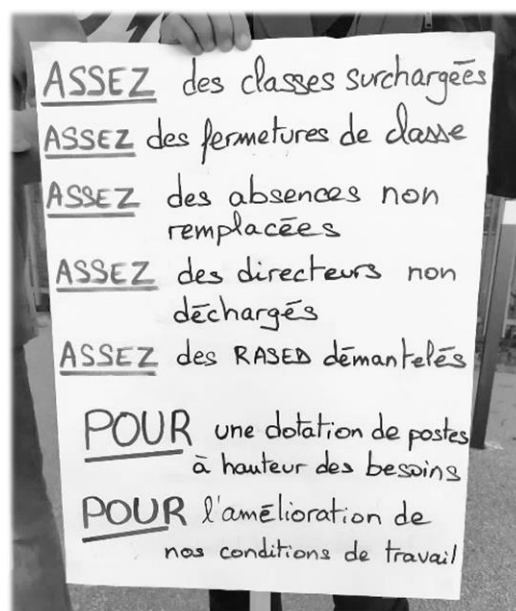 ASSEZ des classes surchargées
ASSEZ des fermetures de classe
ASSEZ des absences non
remplacées
ASSEZ des directeurs non
déchargés
ASSEZ des RASED démantelés
POUR une dotation de postes
à hauteur des besoins
POUR l'amélioration de
nos conditions de travail